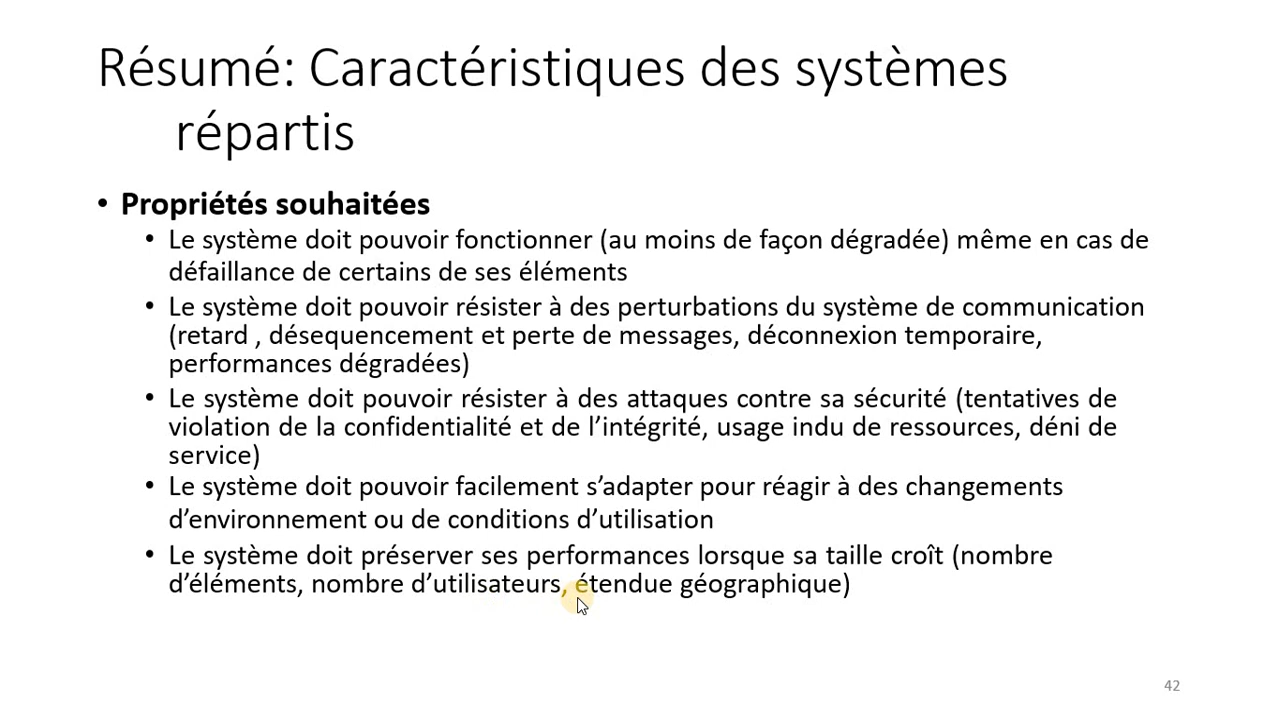 Résumé: Caractéristiques des systèmes
répartis
• Propriétés souhaitées
• Le système doit pouvoir fonctionner (au moins de façon dégradée) même en cas de
défaillance de certains de ses éléments
• Le système doit pouvoir résister à des perturbations du système de communication
(retard , désequencement et perte de messages, déconnexion temporaire,
performances dégradées)
• Le système doit pouvoir résister à des attaques contre sa sécurité (tentatives de
violation de la confidentialité et de l’intégrité, usage indu de ressources, déni de
service)
• Le système doit pouvoir facilement s’adapter pour réagir à des changements
d’environnement ou de conditions d’utilisation
• Le système doit préserver ses performances lorsque sa taille croît (nombre
d’éléments, nombre d’utilisateurs, étendue géographique)
42